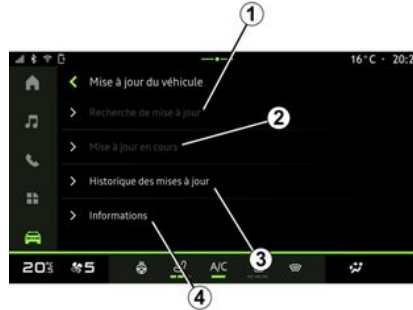 1
16°C · 20:2
Mise à jour du véhicule
Recherche de mise à jour
2
Mise à jour en cours
Historique des mises à jour
Informations
3
20 5 A/C
4